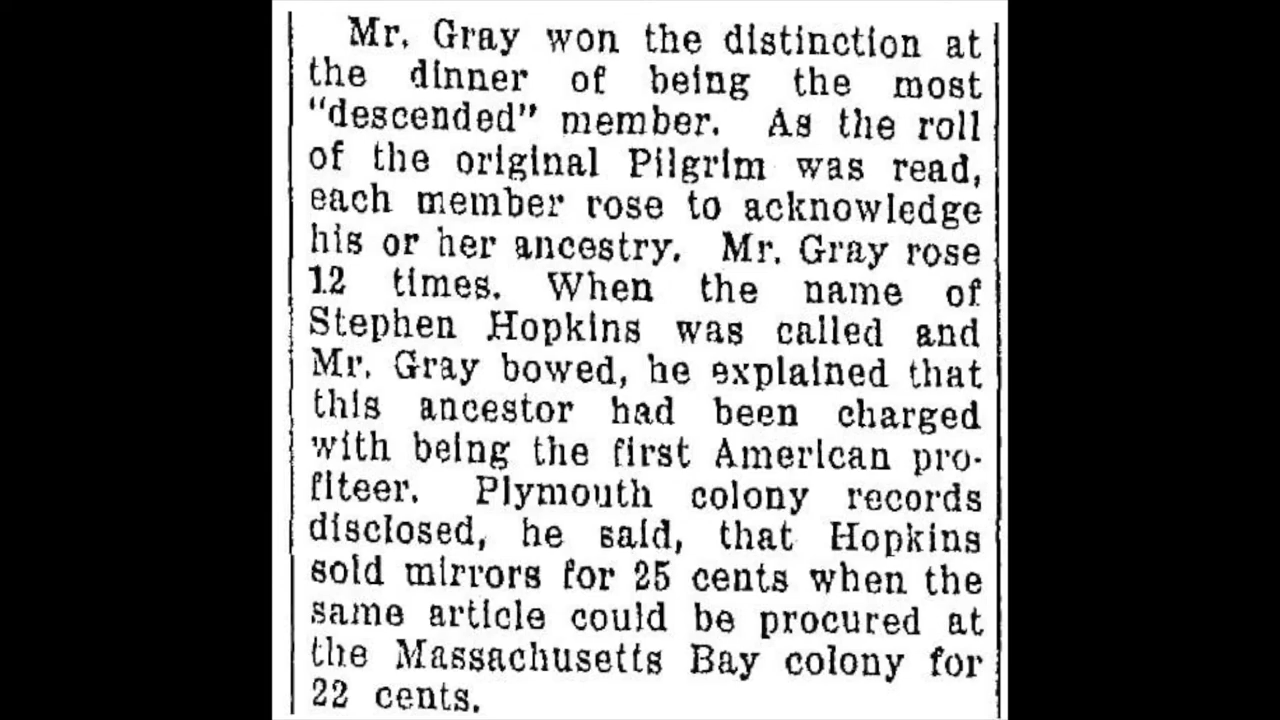 Mr. Gray won the distinction at
the dinner of being the most
"descended" member. As the roll
of the original Pilgrim was read,
each member rose to acknowledge
his or her ancestry. Mr. Gray rose
12 times. When the name of
Stephen Hopkins was called and
Mr. Gray bowed, he explained that
this ancestor had been charged
with being the first American pro-
fiteer. Plymouth colony records
disclosed, he said, that Hopkins
sold mirrors for 25 cents when the
same article could be procured at
the Massachusetts Bay colony for
22 cents.